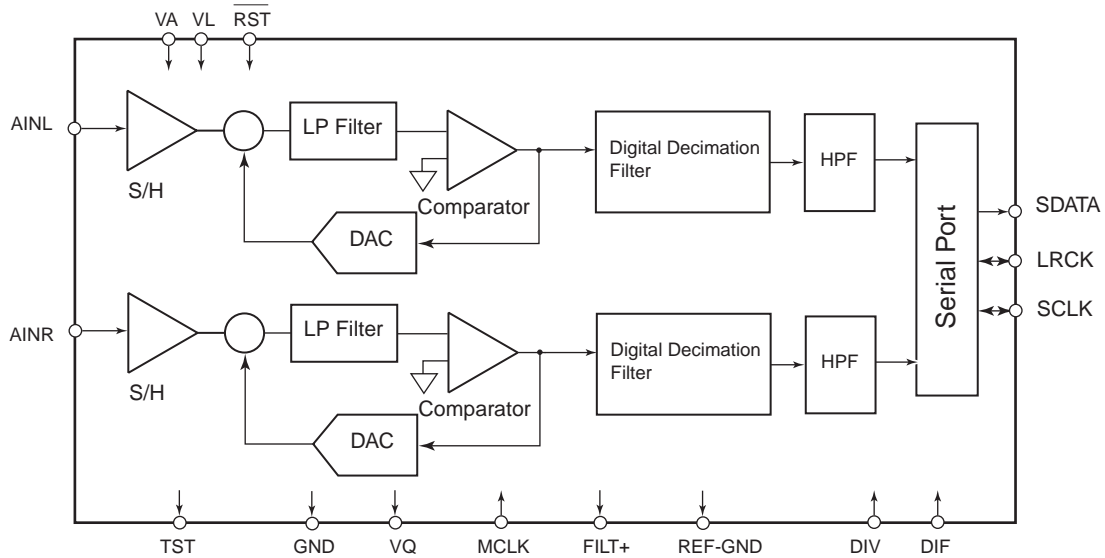 VA VL RST
AINL
S/H
LP Filter
Comparator
DAC
Digital Decimation
Filter
HPF
Serial Port
SDATA
LRCK
SCLK
AINR
S/H
LP Filter
Comparator
DAC
Digital Decimation
Filter
HPF
TST GND VQ MCLK FILT+ REF-GND DIV DIF